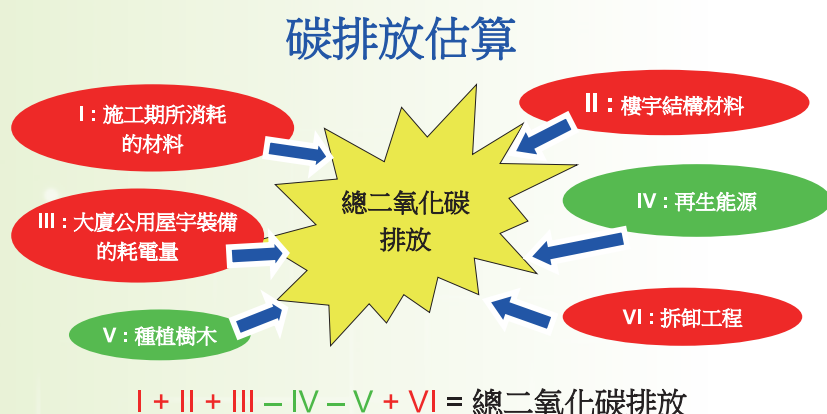 碳排放估算
I：施工期所消耗
的材料
II：樓宇結構材料
總二氧化碳
排放
III：大廈公用屋宇裝備
的耗電量
IV：再生能源
V：種植樹木
VI：拆卸工程
I + II + III – IV – V + VI = 總二氧化碳排放